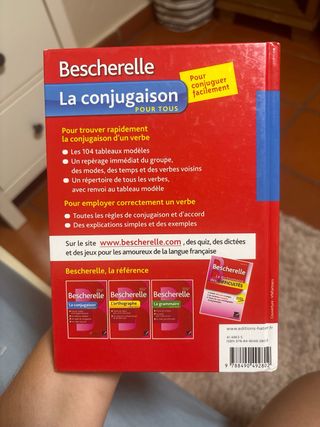 Bescherelle
La conjugaison
POUR TOUS
Pour conjuguer facilement
Pour trouver rapidement
la conjugaison d'un verbe
Les 104 tableaux modèles
Un repérage immédiat du groupe,
des modes, des temps et des verbes voisins
Un répertoire de tous les verbes,
avec renvoi au tableau modèle
Pour employer correctement un verbe
Toutes les règles de conjugaison et d'accord
Des explications simples et des exemples
Sur le site www.bescherelle.com, des quiz, des dictées
et des jeux pour les amoureux de la langue française
Bescherelle, la référence
Bescherelle
La conjugaison
Bescherelle
L'orthographe
Bescherelle
La grammaire
Bescherelle
DIFFICULTÉS
www.editions-hatier.fr
9 788490 492802